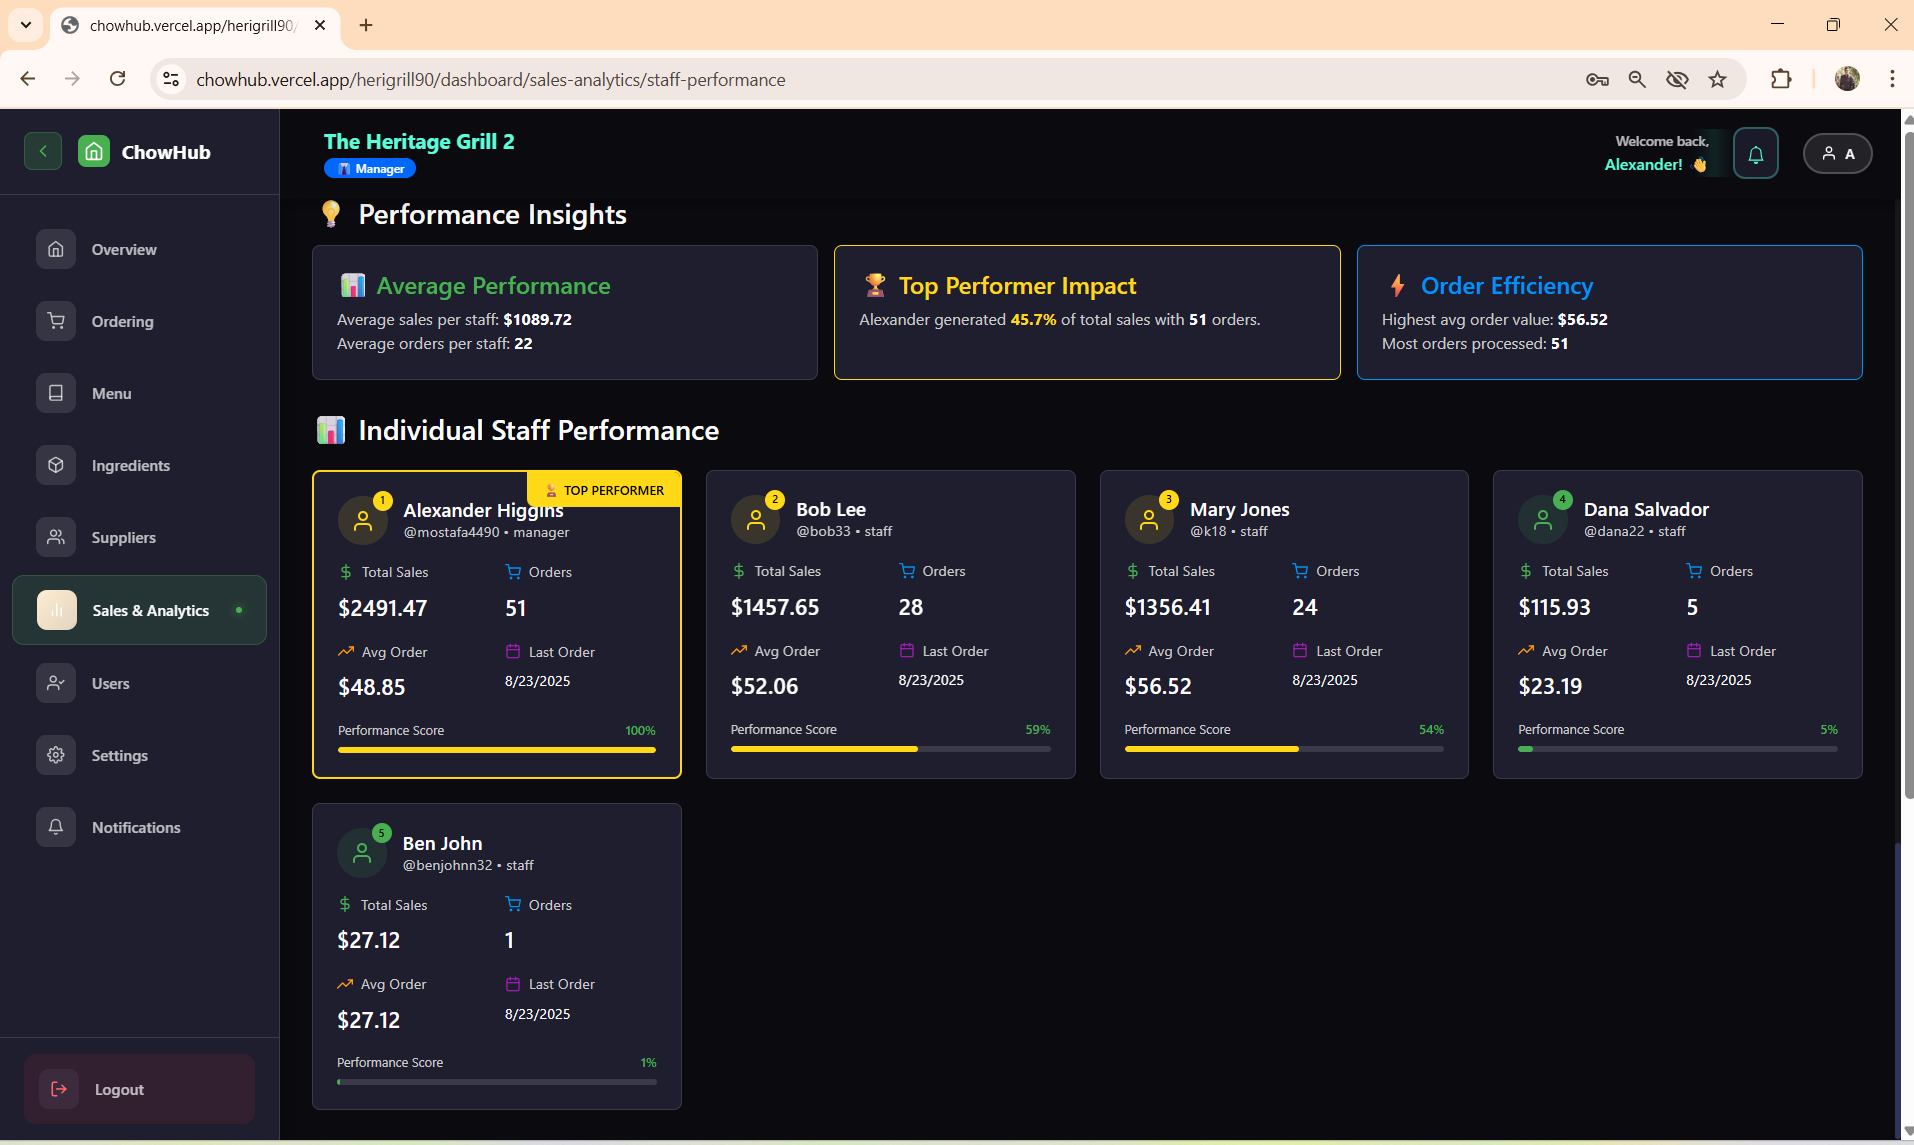 chowhub.vercel.app/herigrill90/
chowhub.vercel.app/herigrill90/dashboard/sales-analytics/staff-performance
ChowHub
Overview
Ordering
Menu
Ingredients
Suppliers
Sales & Analytics
Users
Settings
Notifications
Logout
The Heritage Grill 2
Manager
Welcome back,
Alexander! 👋
A
💡 Performance Insights
📊 Average Performance
Average sales per staff: $1089.72
Average orders per staff: 22
🏆 Top Performer Impact
Alexander generated 45.7% of total sales with 51 orders.
⚡ Order Efficiency
Highest avg order value: $56.52
Most orders processed: 51
📊 Individual Staff Performance
🏆 TOP PERFORMER
1
Alexander Higgins
@mostafa4490 • manager
Total Sales Orders
$2491.47 51
Avg Order Last Order
$48.85 8/23/2025
Performance Score 100%
2
Bob Lee
@bob33 • staff
Total Sales Orders
$1457.65 28
Avg Order Last Order
$52.06 8/23/2025
Performance Score 59%
3
Mary Jones
@k18 • staff
Total Sales Orders
$1356.41 24
Avg Order Last Order
$56.52 8/23/2025
Performance Score 54%
4
Dana Salvador
@dana22 • staff
Total Sales Orders
$115.93 5
Avg Order Last Order
$23.19 8/23/2025
Performance Score 5%
5
Ben John
@benjohnn32 • staff
Total Sales Orders
$27.12 1
Avg Order Last Order
$27.12 8/23/2025
Performance Score 1%